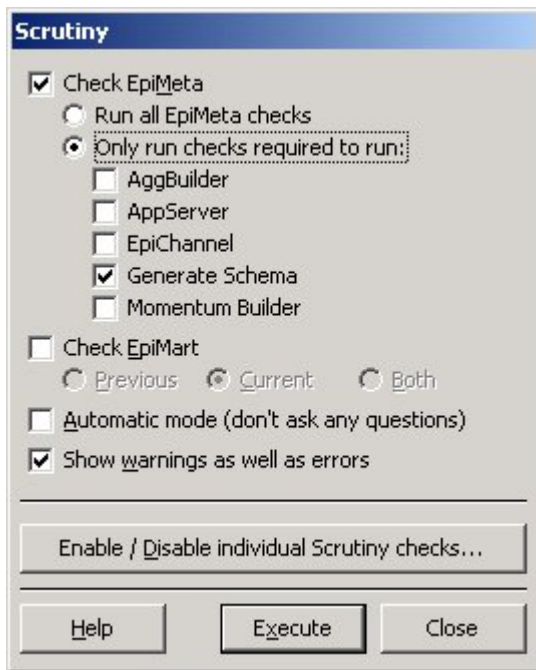 Scrutiny
Check EpiMeta
Run all EpiMeta checks
Only run checks required to run:
AggBuilder
AppServer
EpiChannel
Generate Schema
Momentum Builder
Check EpiMart
Previous Current Both
Automatic mode (don't ask any questions)
Show warnings as well as errors
Enable / Disable individual Scrutiny checks...
Help Execute Close